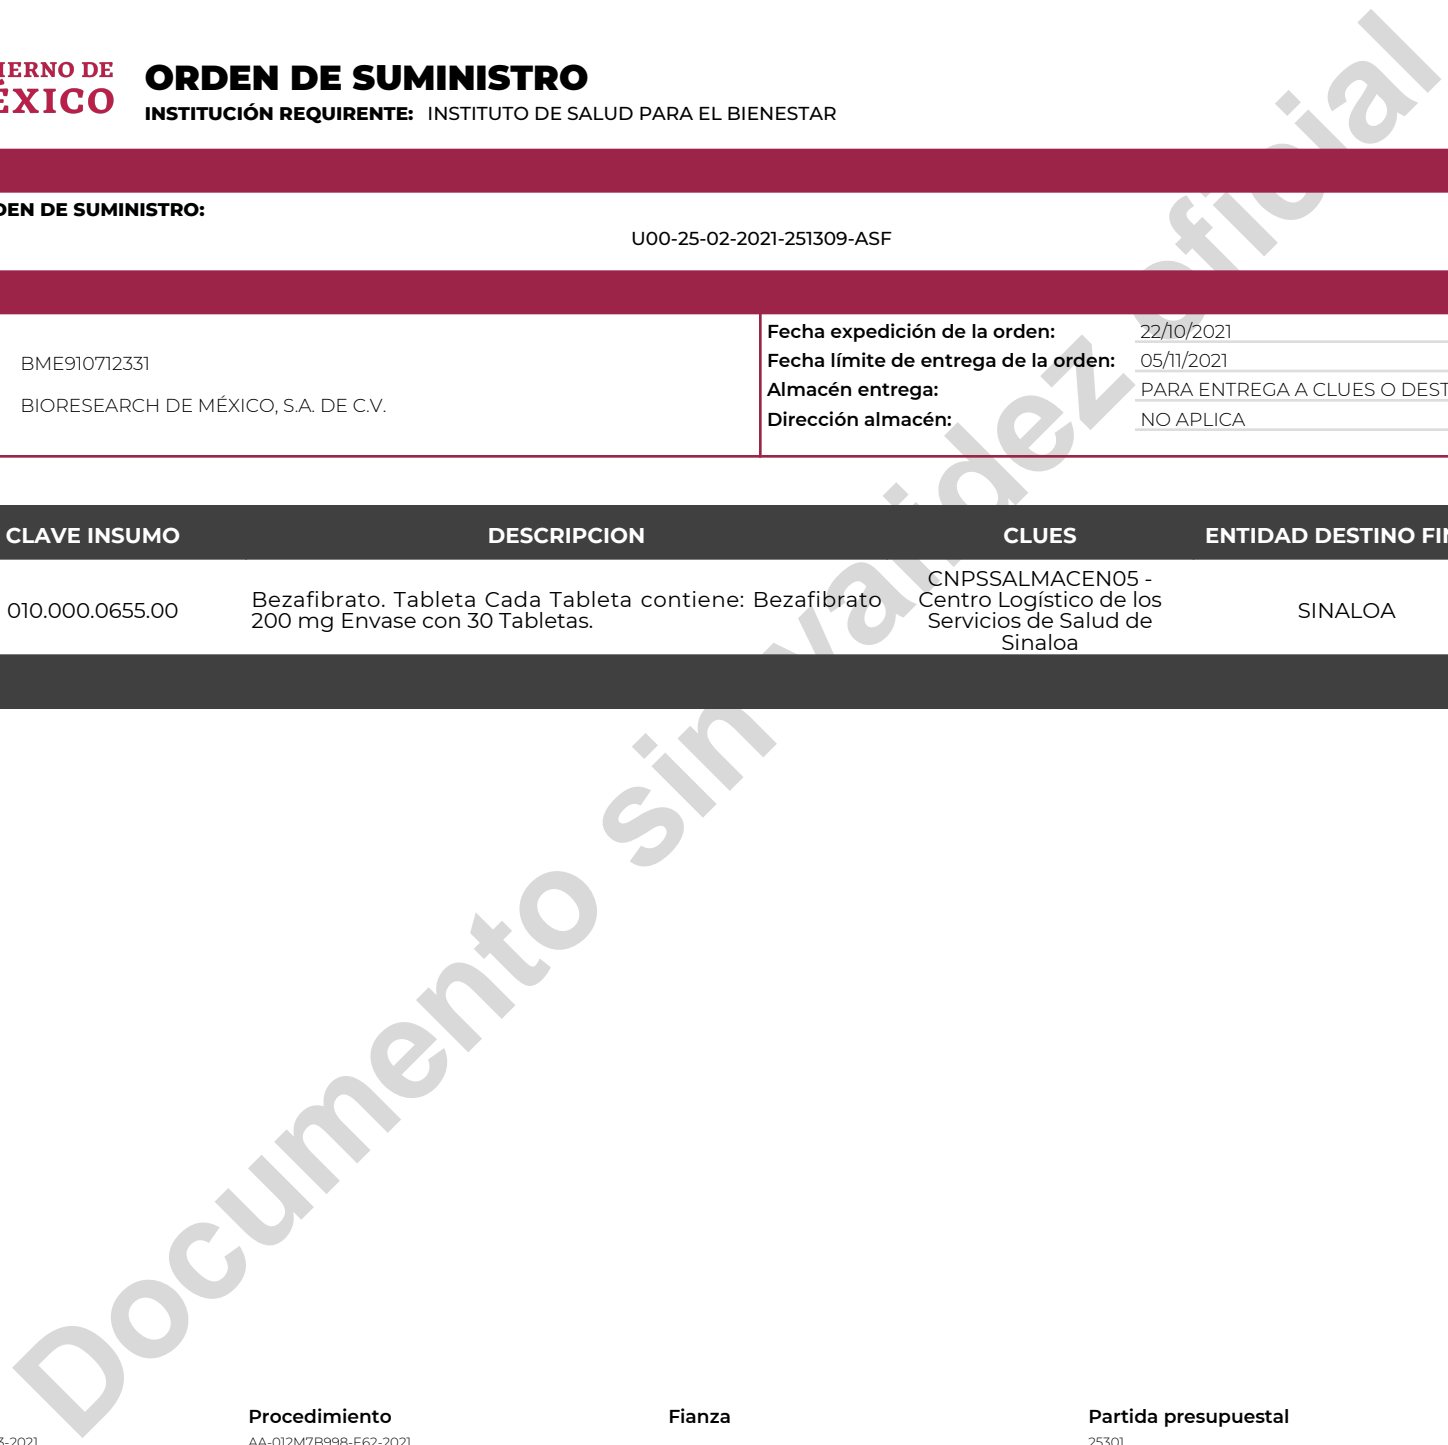 IERNO DE
ÉXICO
ORDEN DE SUMINISTRO
INSTITUCIÓN REQUIRENTE: INSTITUTO DE SALUD PARA EL BIENESTAR
DEN DE SUMINISTRO:
U00-25-02-2021-251309-ASF
BME910712331
BIORESEARCH DE MÉXICO, S.A. DE C.V.
Fecha expedición de la orden: 22/10/2021
Fecha límite de entrega de la orden: 05/11/2021
Almacén entrega: PARA ENTREGA A CLUES O DEST
Dirección almacén: NO APLICA
CLAVE INSUMO DESCRIPCION CLUES ENTIDAD DESTINO FIN
010.000.0655.00
Bezafibrato. Tableta Cada Tableta contiene: Bezafibrato
200 mg Envase con 30 Tabletas.
CNPSSALMACEN05 -
Centro Logístico de los
Servicios de Salud de
Sinaloa
SINALOA
Documento sin validez oficial
Procedimiento Fianza Partida presupuestal
3-2021 AA-012M7B998-E62-2021 25301